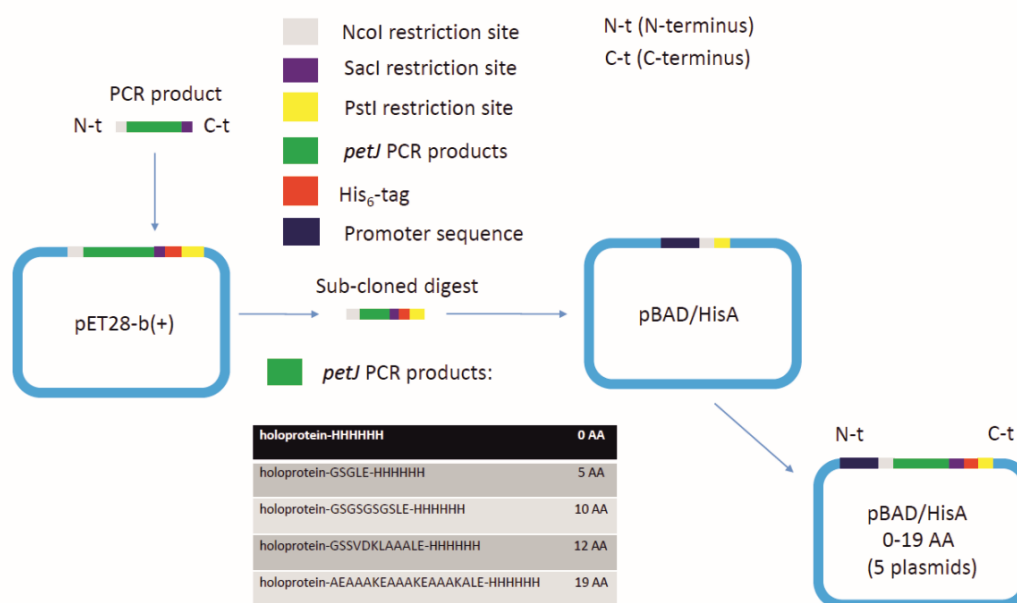 NcoI restriction site
SacI restriction site
PstI restriction site
petJ PCR products
His6-tag
Promoter sequence
N-t (N-terminus)
C-t (C-terminus)
PCR product
N-t
C-t
pET28-b(+)
Sub-cloned digest
pBAD/HisA
petJ PCR products:
holoprotein-HHHHHH 0 AA
holoprotein-GSGLE-HHHHHH 5 AA
holoprotein-GSGSGSGSLE-HHHHHH 10 AA
holoprotein-GSSVDKLAAALE-HHHHHH 12 AA
holoprotein-AEAAAKEAAAKEAAAKALE-HHHHHH 19 AA
N-t
C-t
pBAD/HisA
0-19 AA
(5 plasmids)